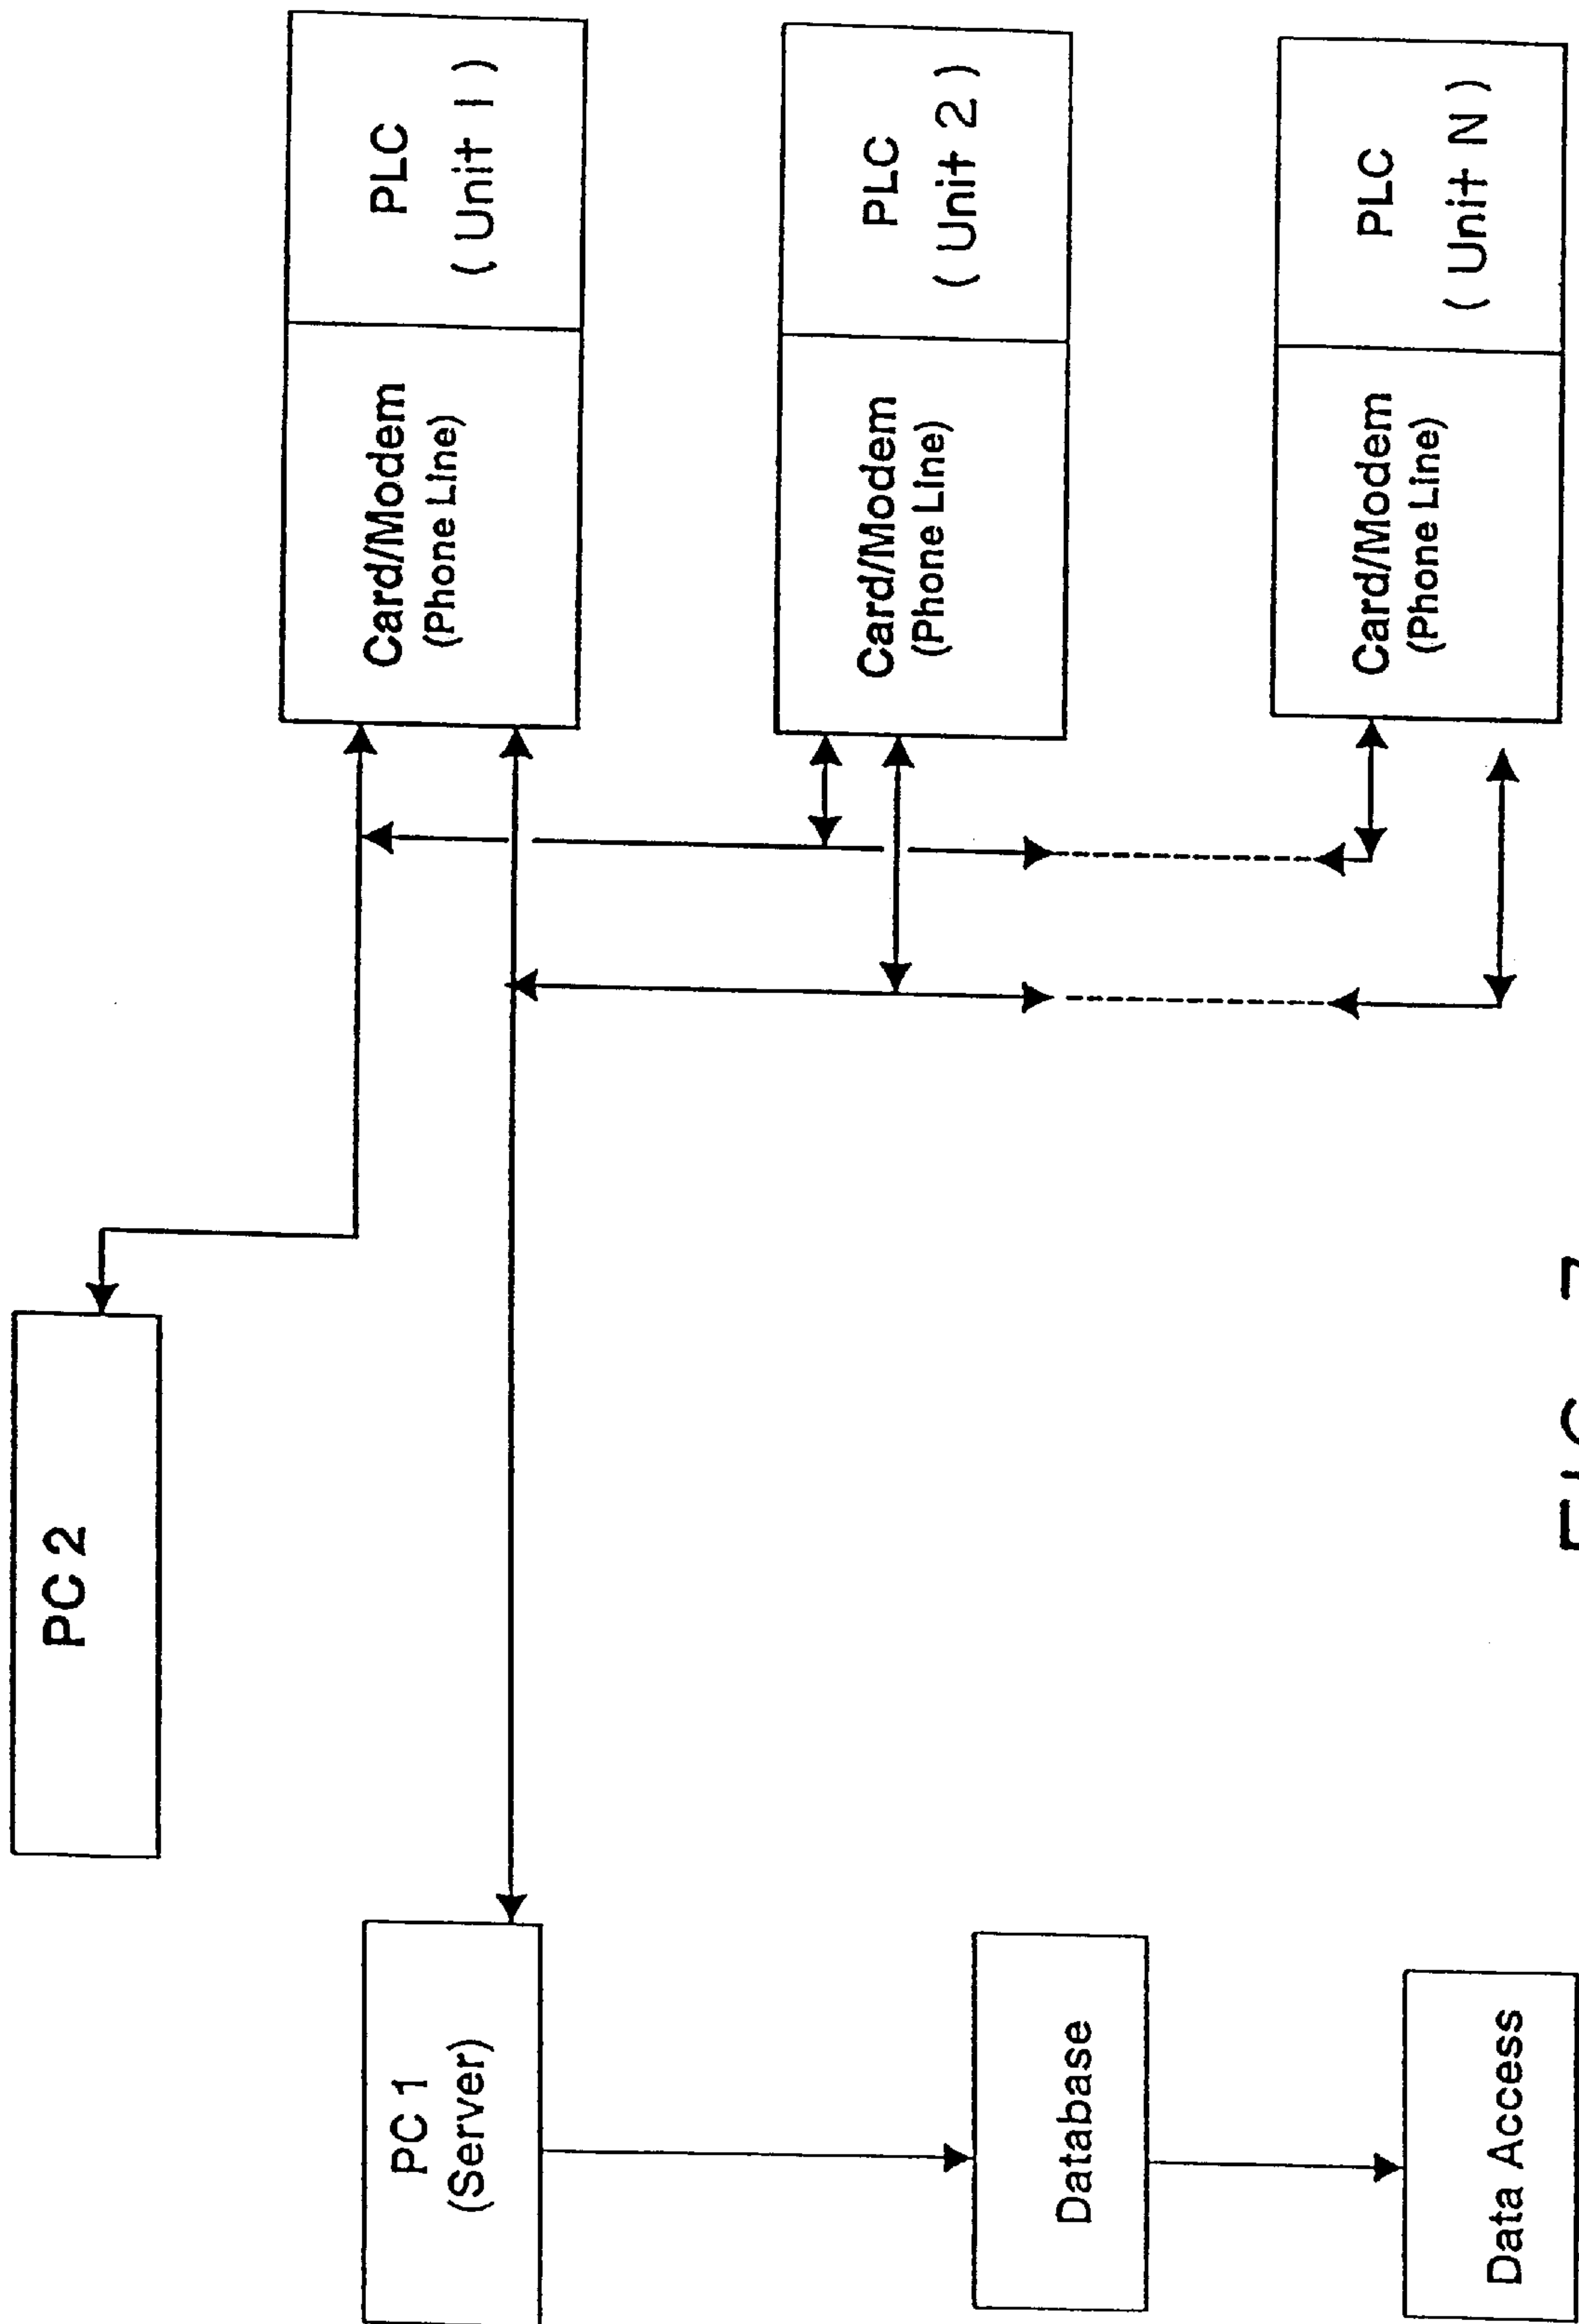 PC 2
PC 1
(Server)
Database
Data Access
Card/Modem
(Phone Line)
PLC
( Unit 1 )
Card/Modem
(Phone Line)
PLC
( Unit 2 )
Card/Modem
(Phone Line)
PLC
( Unit N )